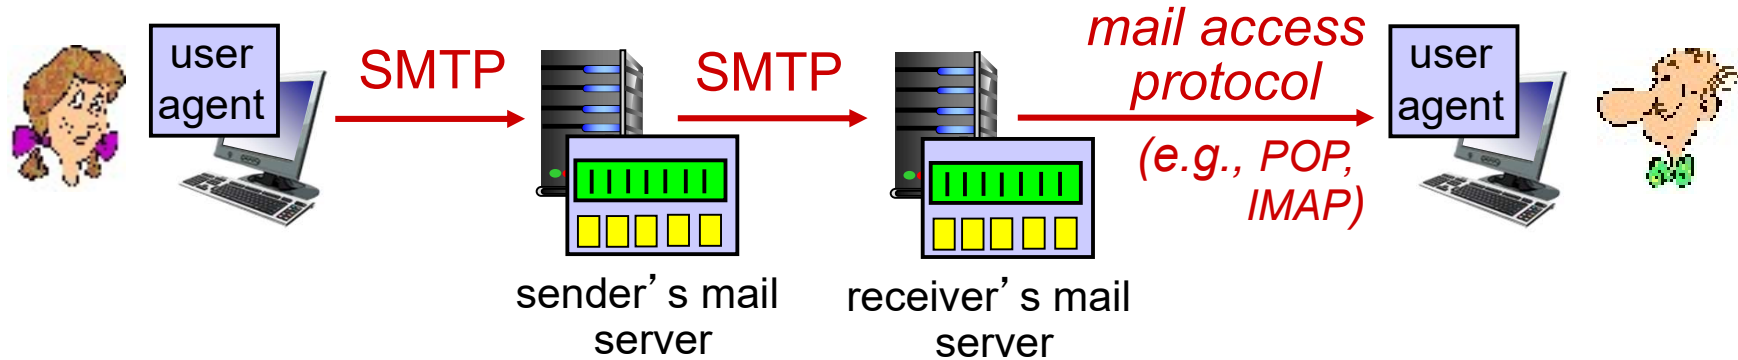 user
agent
SMTP
SMTP
mail access
protocol
(e.g., POP,
IMAP)
user
agent
sender’s mail
server
receiver’s mail
server